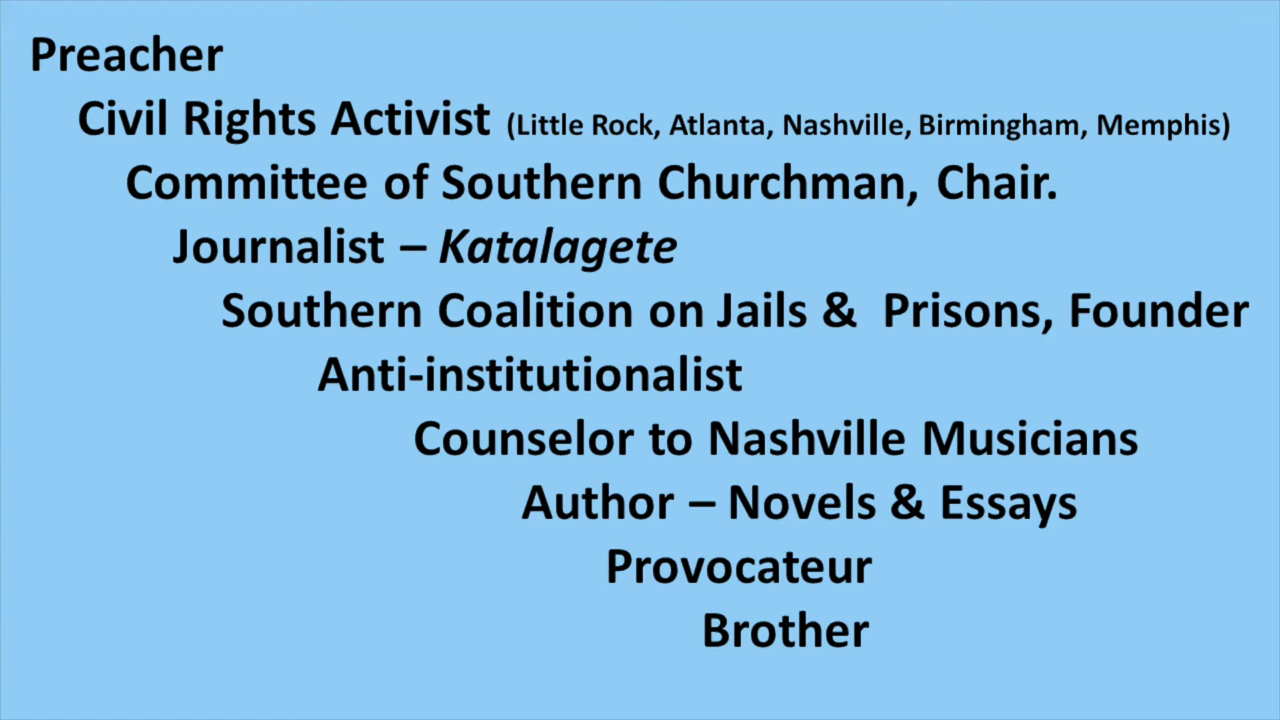 Preacher
Civil Rights Activist (Little Rock, Atlanta, Nashville, Birmingham, Memphis)
Committee of Southern Churchman, Chair.
Journalist – Katalagete
Southern Coalition on Jails & Prisons, Founder
Anti-institutionalist
Counselor to Nashville Musicians
Author – Novels & Essays
Provocateur
Brother